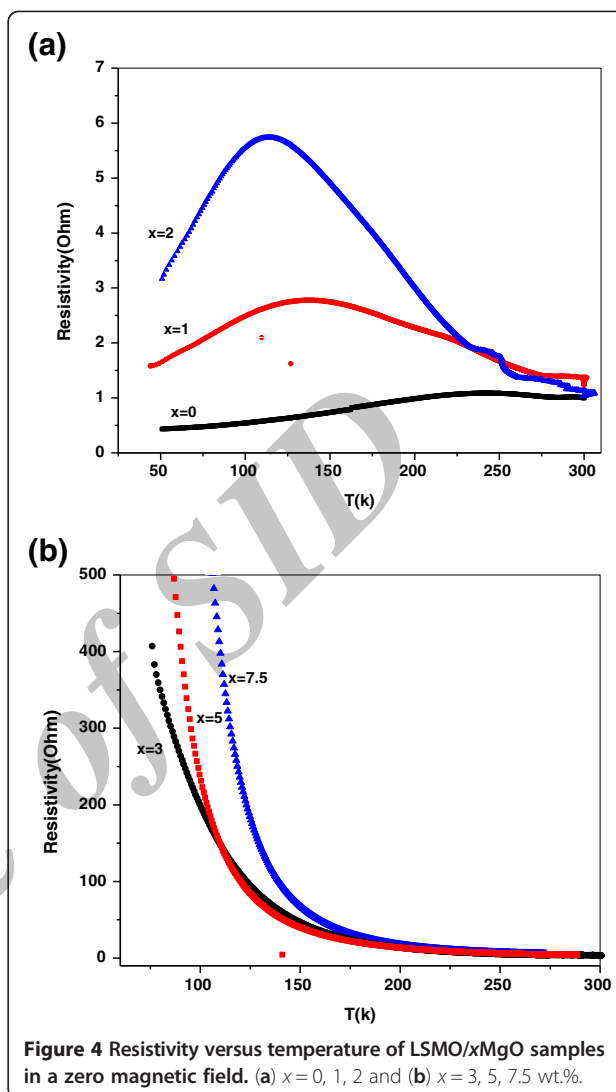 (a)
7
6
5
4
3
2
1
0
Resistivity(Ohm)
x=2
x=1
x=0
50 100 150 200 250 300
T(k)
(b)
500
400
300
200
100
0
Resistivity(Ohm)
x=7.5
x=5
x=3
100 150 200 250 300
T(k)
of SID
Figure 4 Resistivity versus temperature of LSMO/xMgO samples
in a zero magnetic field. (a) x = 0, 1, 2 and (b) x = 3, 5, 7.5 wt.%.